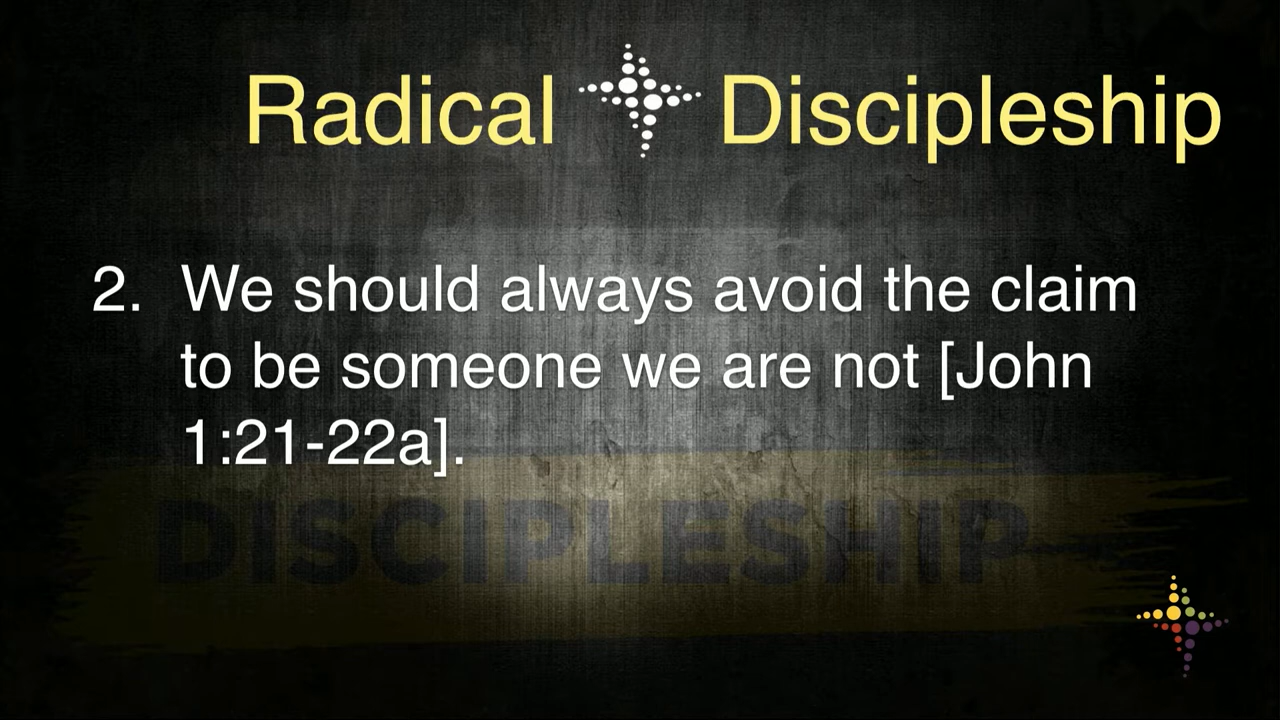 Radical Discipleship
2. We should always avoid the claim
to be someone we are not [John
1:21-22a].
DISCIPLESHIP